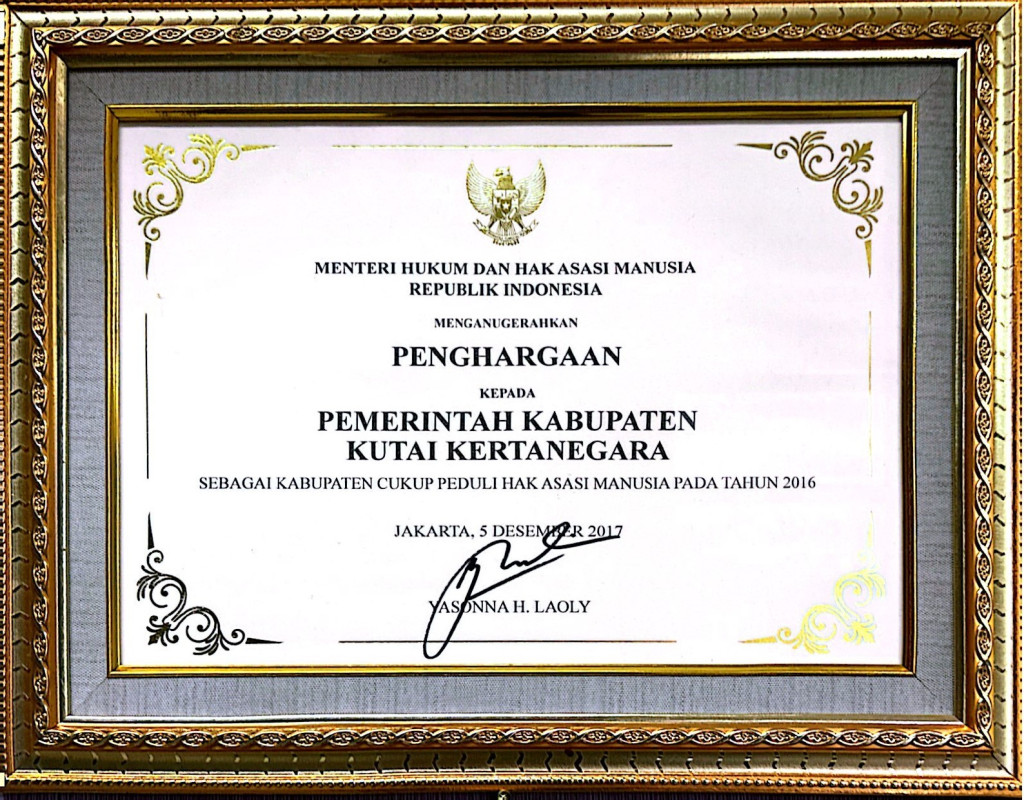 MENTERI HUKUM DAN HAK ASASI MANUSIA
REPUBLIK INDONESIA
MENGANUGERAHKAN
PENGHARGAAN
KEPADA
PEMERINTAH KABUPATEN
KUTAI KERTANEGARA
SEBAGAI KABUPATEN CUKUP PEDULI HAK ASASI MANUSIA PADA TAHUN 2016
JAKARTA, 5 DESEMBER 2017
YASONNA H. LAOLY